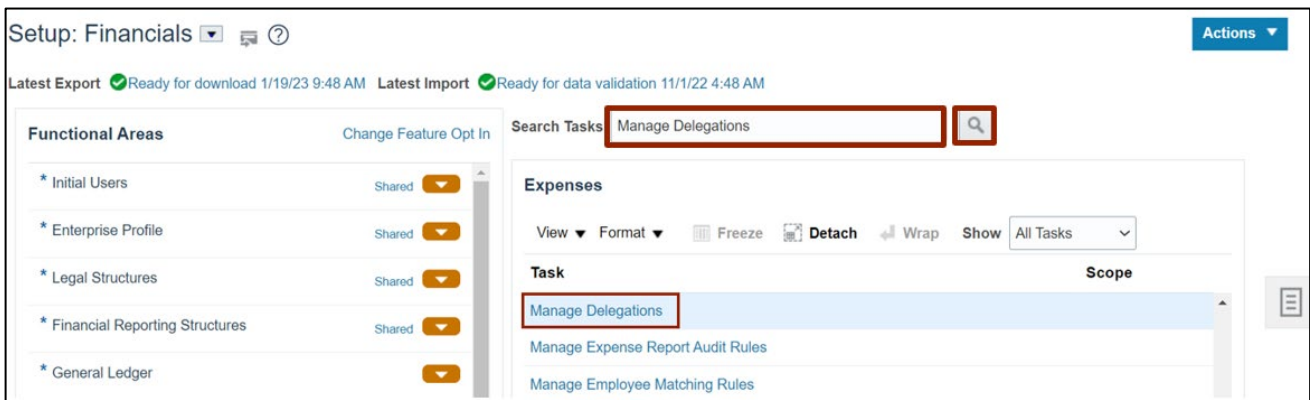 Setup: Financials
Actions
Latest Export Ready for download 1/19/23 9:48 AM Latest Import Ready for data validation 11/1/22 4:48 AM
Functional Areas Change Feature Opt In
* Initial Users Shared
* Enterprise Profile Shared
* Legal Structures Shared
* Financial Reporting Structures Shared
* General Ledger
Search Tasks Manage Delegations
Expenses
View Format Freeze Detach Wrap Show All Tasks
Task Scope
Manage Delegations
Manage Expense Report Audit Rules
Manage Employee Matching Rules